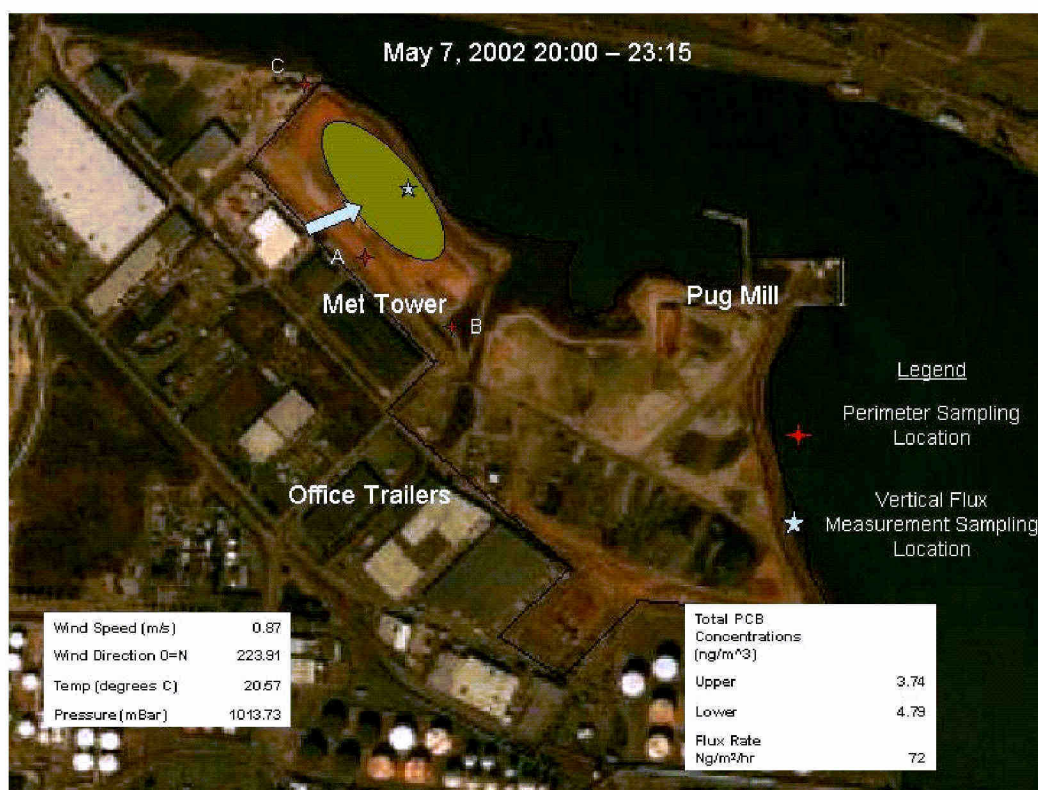 May 7, 2002 20:00 – 23:15
C
A
Met Tower
B
Pug Mill
Legend
Perimeter Sampling
Location
Office Trailers
Vertical Flux
Measurement Sampling
Location
Wind Speed (m/s) 0.87
Wind Direction 0=N 223.91
Temp (degrees C) 20.57
Pressure (mBar) 1013.73
Total PCB
Concentrations
(ng/m^3)
Upper 3.74
Lower 4.79
Flux Rate
Ng/m²/hr 72